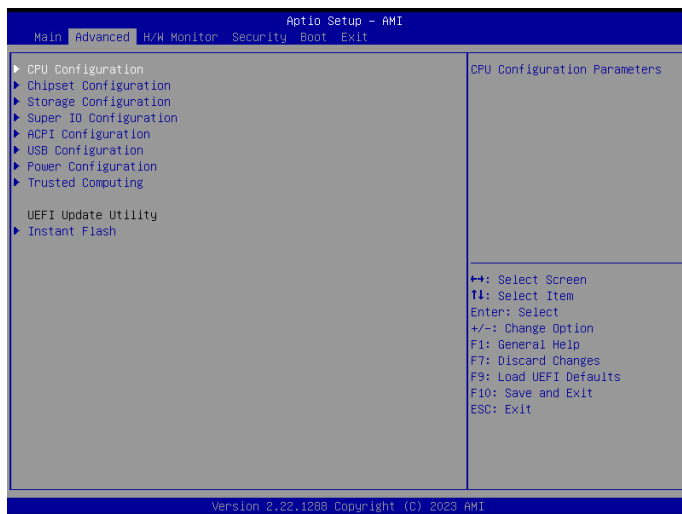 Aptio Setup - AMI
Main Advanced H/W Monitor Security Boot Exit
CPU Configuration
Chipset Configuration
Storage Configuration
Super IO Configuration
ACPI Configuration
USB Configuration
Power Configuration
Trusted Computing
UEFI Update Utility
Instant Flash
CPU Configuration Parameters
↔: Select Screen
↑↓: Select Item
Enter: Select
+/-: Change Option
F1: General Help
F7: Discard Changes
F9: Load UEFI Defaults
F10: Save and Exit
ESC: Exit
Version 2.22.1288 Copyright (C) 2023 AMI